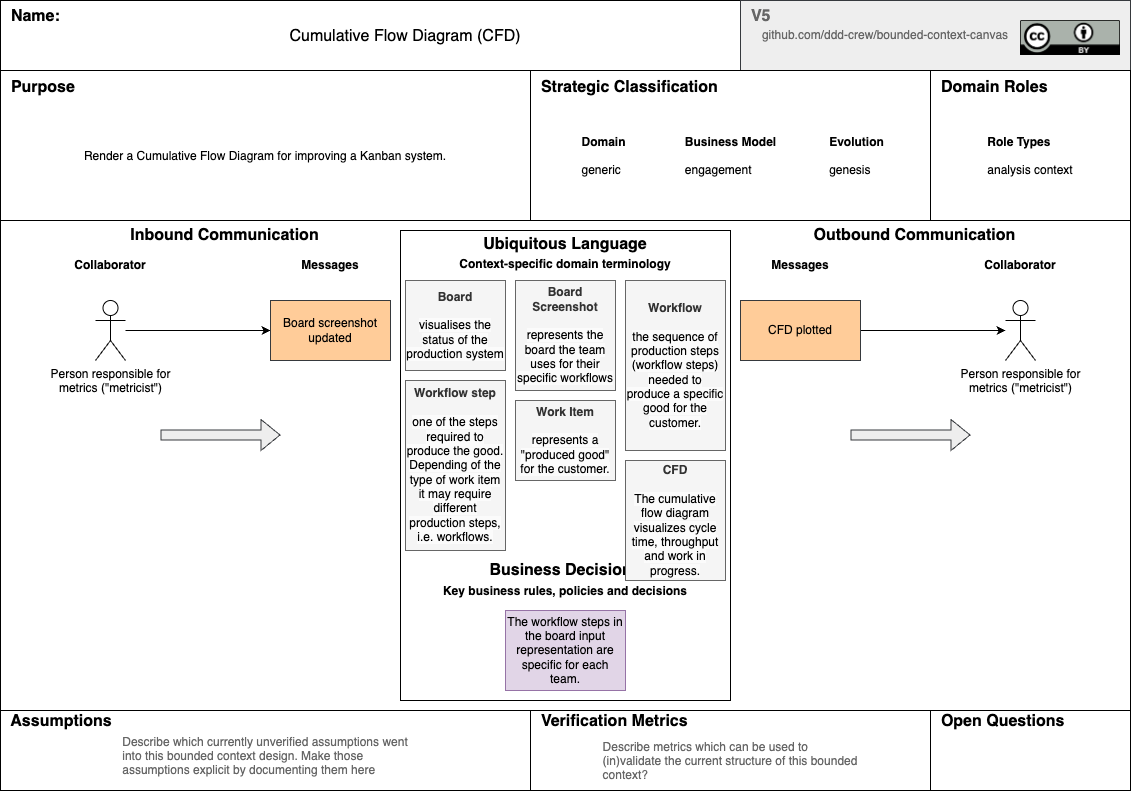 Name:
Cumulative Flow Diagram (CFD)
V5
github.com/ddd-crew/bounded-context-canvas
cc
BY
Purpose
Render a Cumulative Flow Diagram for improving a Kanban system.
Strategic Classification
Domain
generic
Business Model
engagement
Evolution
genesis
Domain Roles
Role Types
analysis context
Inbound Communication
Collaborator
Messages
Person responsible for
metrics ("metricist")
Board screenshot
updated
Ubiquitous Language
Context-specific domain terminology
Board
visualises the
status of the
production system
Board
Screenshot
represents the
board the team
uses for their
specific workflows
Workflow
the sequence of
production steps
(workflow steps)
needed to
produce a specific
good for the
customer.
Workflow step
one of the steps
required to
produce the good.
Depending of the
type of work item
it may require
different
production steps,
i.e. workflows.
Work Item
represents a
"produced good"
for the customer.
CFD
The cumulative
flow diagram
visualizes cycle
time, throughput
and work in
progress.
Business Decision
Key business rules, policies and decisions
The workflow steps in
the board input
representation are
specific for each
team.
Outbound Communication
Messages
Collaborator
CFD plotted
Person responsible for
metrics ("metricist")
Assumptions
Describe which currently unverified assumptions went
into this bounded context design. Make those
assumptions explicit by documenting them here
Verification Metrics
Describe metrics which can be used to
(in)validate the current structure of this bounded
context?
Open Questions